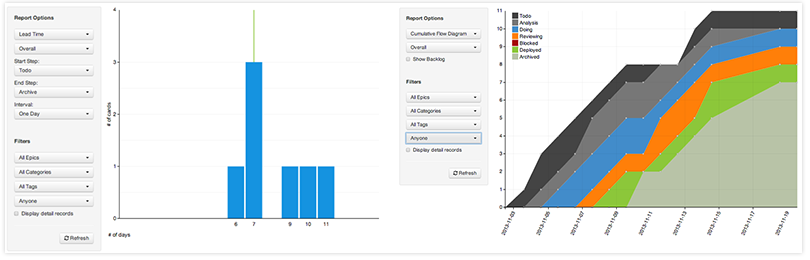 Report Options
Lead Time
Overall
Start Step:
Todo
End Step:
Archive
Interval:
One Day
Filters
All Epics
All Categories
All Tags
Anyone
Display detail records
Refresh
# of cards
4
3
2
1
0
6 7 9 10 11
# of days
Report Options
Cumulative Flow Diagram
Overall
Show Backlog
Filters
All Epics
All Categories
All Tags
Anyone
Display detail records
Refresh
11
10
9
8
7
6
5
4
3
2
1
0
Todo
Analysis
Doing
Reviewing
Blocked
Deployed
Archived
2013-11-03
2013-11-05
2013-11-07
2013-11-09
2013-11-11
2013-11-13
2013-11-15
2013-11-17
2013-11-19